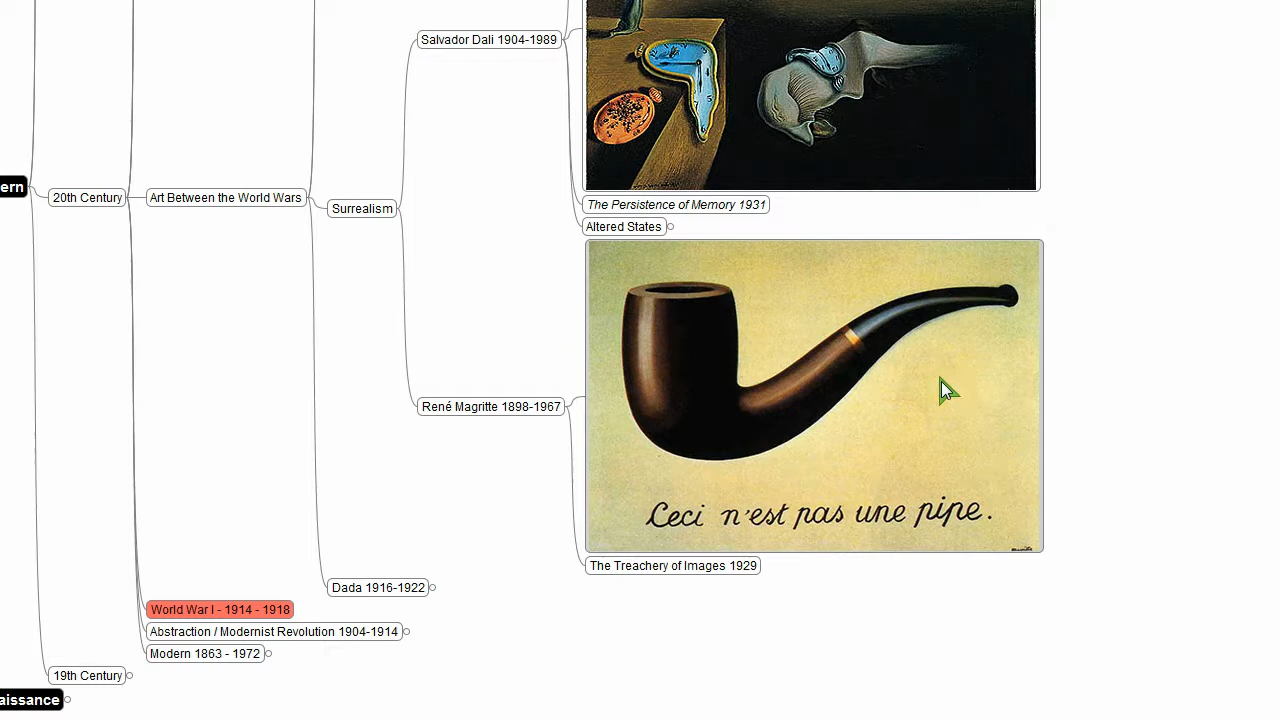 Salvador Dali 1904-1989
ern
20th Century
Art Between the World Wars
Surrealism
The Persistence of Memory 1931
Altered States
René Magritte 1898-1967
Ceci n'est pas une pipe.
The Treachery of Images 1929
Dada 1916-1922
World War I - 1914 - 1918
Abstraction / Modernist Revolution 1904-1914
Modern 1863 - 1972
19th Century
aissance